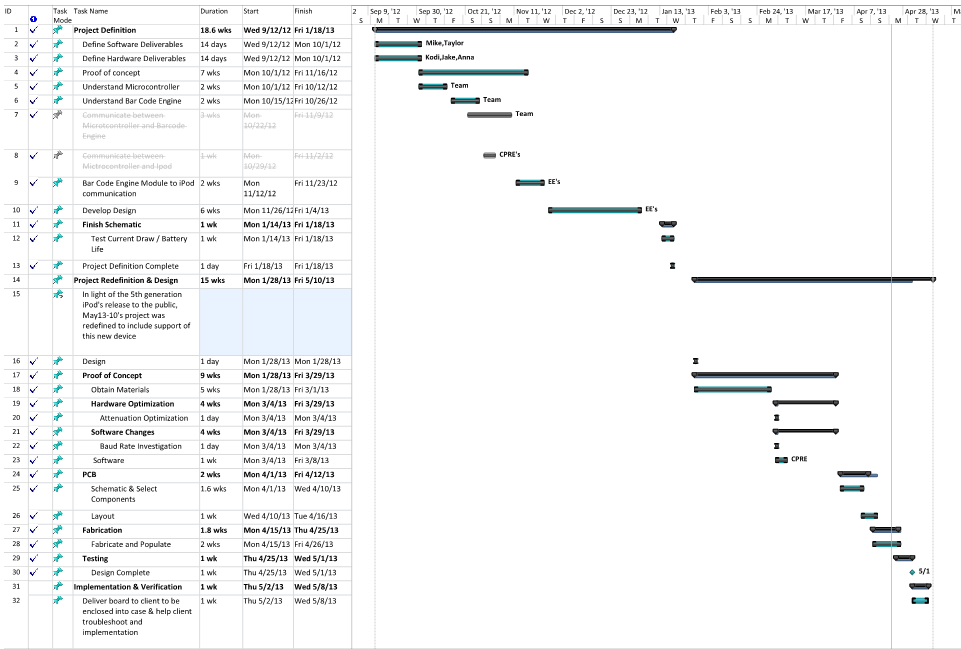 ID Task Mode Task Name Duration Start Finish 2 Sep 9, '12 Sep 30, '12 Oct 21, '12 Nov 11, '12 Dec 2, '12 Dec 23, '12 Jan 13, '13 Feb 3, '13 Feb 24, '13 Mar 17, '13 Apr 7, '13 Apr 28, '13
S M T W T F S S M T W T F S S M T W T F S S M T W T F S S M T W T
1 Project Definition 18.6 wks Wed 9/12/12 Fri 1/18/13
2 Define Software Deliverables 14 days Wed 9/12/12 Mon 10/1/12 Mike,Taylor
3 Define Hardware Deliverables 14 days Wed 9/12/12 Mon 10/1/12 Kodi,Jake,Anna
4 Proof of concept 7 wks Mon 10/1/12 Fri 11/16/12
5 Understand Microcontroller 2 wks Mon 10/1/12 Fri 10/12/12 Team
6 Understand Bar Code Engine 2 wks Mon 10/15/12 Fri 10/26/12 Team
7 Communicate between 3 wks Mon Fri 11/9/12 Team
Microtcontroller and Barcode 10/22/12
Engine
8 Communicate between 1 wk Mon Fri 11/2/12 CPRE's
Microtcontroller and Ipod 10/29/12
9 Bar Code Engine Module to iPod 2 wks Mon Fri 11/23/12 EE's
communication 11/12/12
10 Develop Design 6 wks Mon 11/26/12 Fri 1/4/13 EE's
11 Finish Schematic 1 wk Mon 1/14/13 Fri 1/18/13
12 Test Current Draw / Battery 1 wk Mon 1/14/13 Fri 1/18/13
Life
13 Project Definition Complete 1 day Fri 1/18/13 Fri 1/18/13
14 Project Redefinition & Design 15 wks Mon 1/28/13 Fri 5/10/13
15 In light of the 5th generation
iPod's release to the public,
May13-10's project was
redefined to include support of
this new device
16 Design 1 day Mon 1/28/13 Mon 1/28/13
17 Proof of Concept 9 wks Mon 1/28/13 Fri 3/29/13
18 Obtain Materials 5 wks Mon 1/28/13 Fri 3/1/13
19 Hardware Optimization 4 wks Mon 3/4/13 Fri 3/29/13
20 Attenuation Optimization 1 day Mon 3/4/13 Mon 3/4/13
21 Software Changes 4 wks Mon 3/4/13 Fri 3/29/13
22 Baud Rate Investigation 1 day Mon 3/4/13 Mon 3/4/13
23 Software 1 wk Mon 3/4/13 Fri 3/8/13 CPRE
24 PCB 2 wks Mon 4/1/13 Fri 4/12/13
25 Schematic & Select 1.6 wks Mon 4/1/13 Wed 4/10/13
Components
26 Layout 1 wk Wed 4/10/13 Tue 4/16/13
27 Fabrication 1.8 wks Mon 4/15/13 Thu 4/25/13
28 Fabricate and Populate 2 wks Mon 4/15/13 Fri 4/26/13
29 Testing 1 wk Thu 4/25/13 Wed 5/1/13
30 Design Complete 1 wk Thu 4/25/13 Wed 5/1/13 5/1
31 Implementation & Verification 1 wk Thu 5/2/13 Wed 5/8/13
32 Deliver board to client to be 1 wk Thu 5/2/13 Wed 5/8/13
enclosed into case & help client
troubleshoot and
implementation